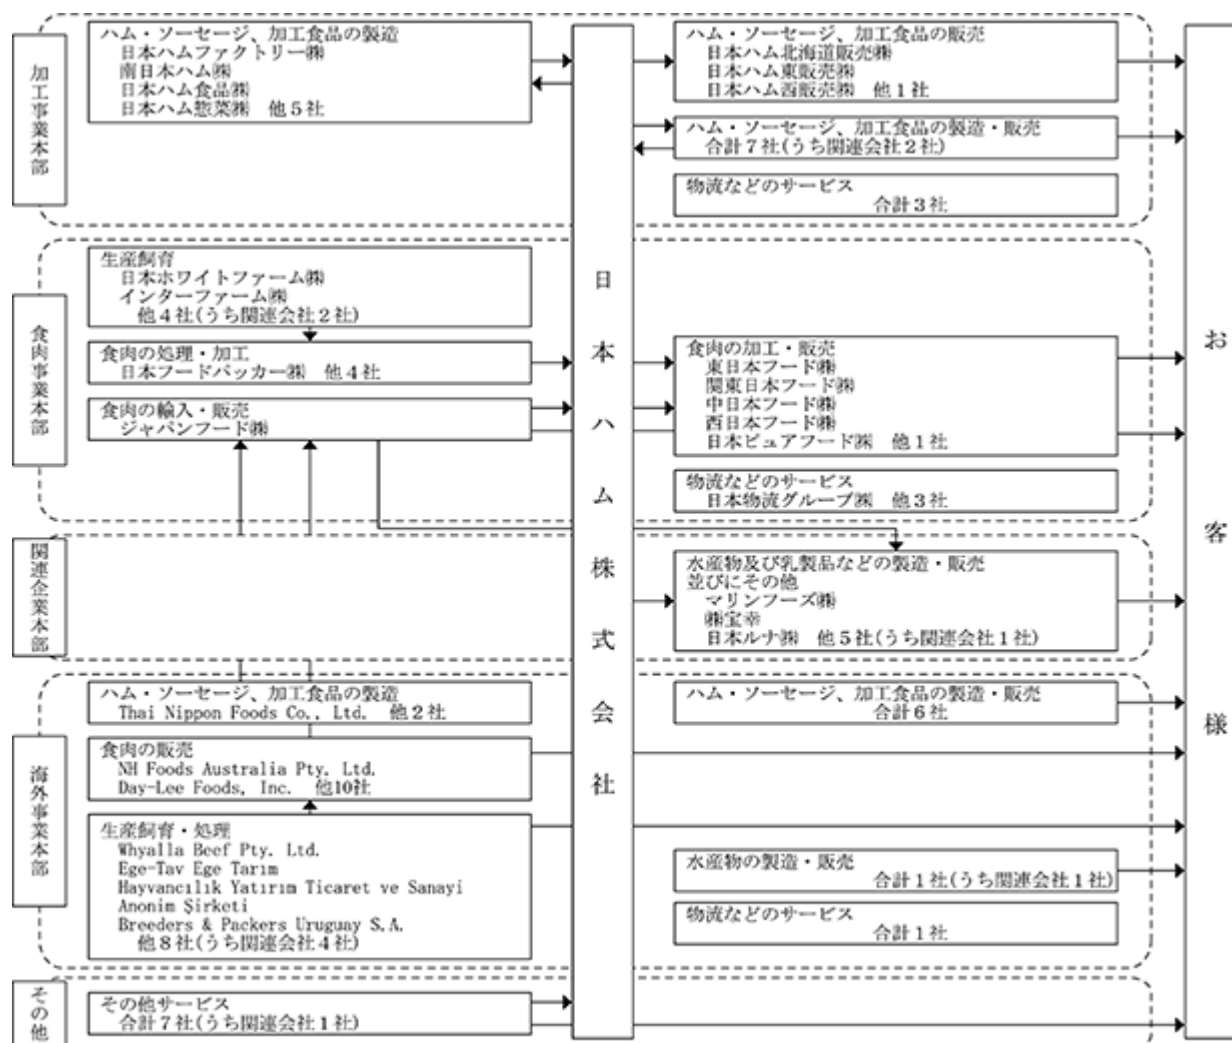 加工事業本部
ハム・ソーセージ、加工食品の製造
日本ハムファクトリー㈱
南日本ハム㈱
日本ハム食品㈱
日本ハム惣菜㈱　他５社
ハム・ソーセージ、加工食品の販売
日本ハム北海道販売㈱
日本ハム東販売㈱
日本ハム西販売㈱　他１社
ハム・ソーセージ、加工食品の製造・販売
合計７社(うち関連会社２社)
物流などのサービス
合計３社
食肉事業本部
生産飼育
日本ホワイトファーム㈱
インターファーム㈱
他４社(うち関連会社２社)
食肉の処理・加工
日本フードパッカー㈱　他４社
食肉の輸入・販売
ジャパンフード㈱
食肉の加工・販売
東日本フード㈱
関東日本フード㈱
中日本フード㈱
西日本フード㈱
日本ピュアフード㈱　他１社
物流などのサービス
日本物流グループ㈱　他３社
関連企業本部
水産物及び乳製品などの製造・販売
並びにその他
マリンフーズ㈱
㈱宝幸
日本ルナ㈱　他５社(うち関連会社１社)
海外事業本部
ハム・ソーセージ、加工食品の製造
Thai Nippon Foods Co., Ltd.　他２社
食肉の販売
NH Foods Australia Pty. Ltd.
Day-Lee Foods, Inc.　他10社
生産飼育・処理
Whyalla Beef Pty. Ltd.
Ege-Tav Ege Tarım
Hayvancılık Yatırım Ticaret ve Sanayi
Anonim Şirketi
Breeders & Packers Uruguay S.A.
他８社(うち関連会社４社)
ハム・ソーセージ、加工食品の製造・販売
合計６社
水産物の製造・販売
合計１社(うち関連会社１社)
物流などのサービス
合計１社
その他
その他サービス
合計７社(うち関連会社１社)
日本ハム株式会社
お客様